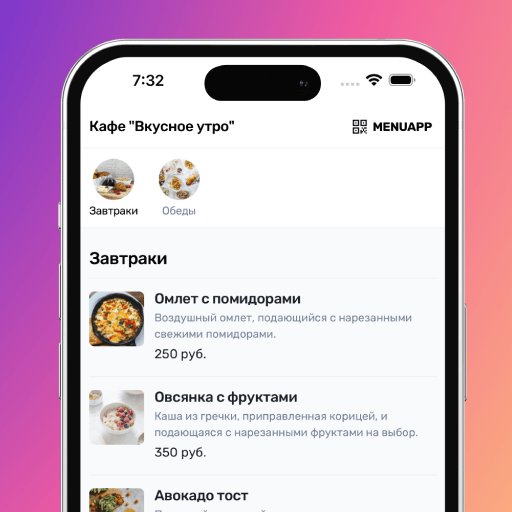 7:32
Кафе "Вкусное утро"
MENUAPP
Завтраки
Обеды
Завтраки
Омлет с помидорами
Воздушный омлет, подающийся с нарезанными
свежими помидорами.
250 руб.
Овсянка с фруктами
Каша из гречки, приправленная корицей, и
подающаяся с нарезанными фруктами на выбор.
350 руб.
Авокадо тост